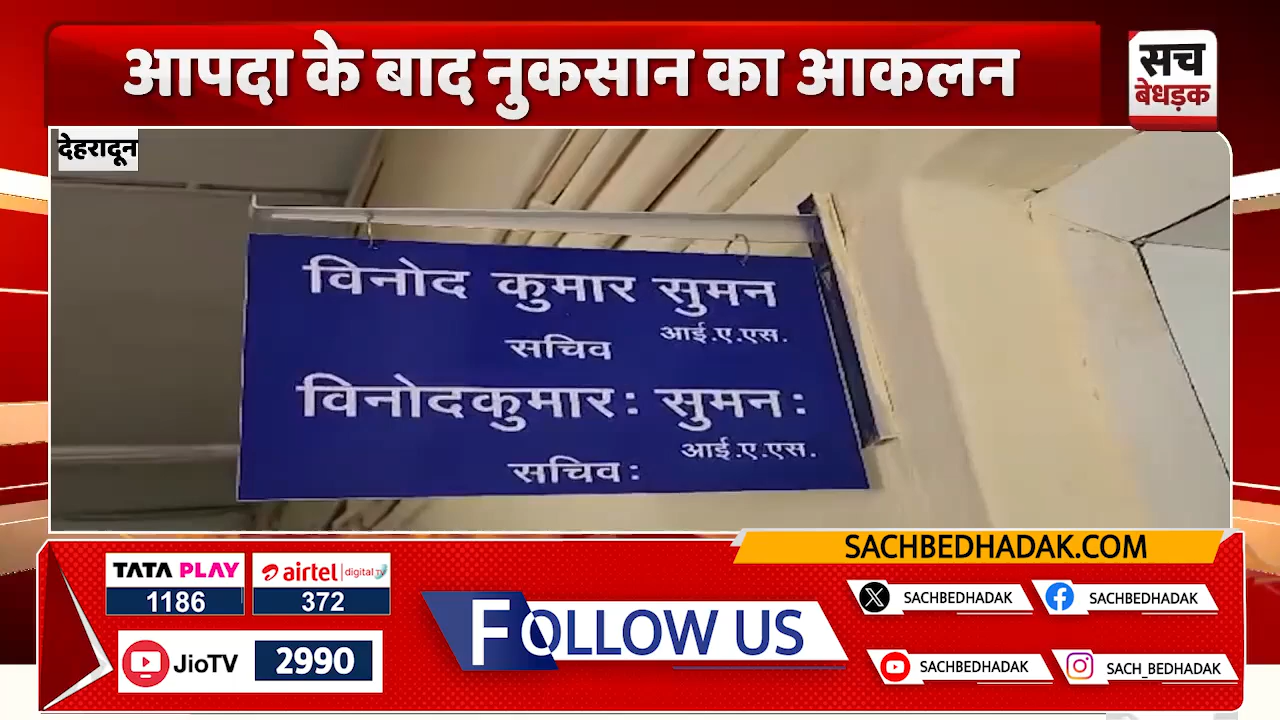 आपदा के बाद नुकसान का आकलन
सच
बेधड़क
देहरादून
विनोद कुमार सुमन
आई.ए.एस.
सचिव
विनोदकुमारः सुमनः
आई.ए.एस.
सचिवः
SACHBEDHADAK.COM
TATA PLAY
1186
airtel digital TV
372
JioTV
2990
FOLLOW US
SACHBEDHADAK
SACHBEDHADAK
SACHBEDHADAK
SACH_BEDHADAK